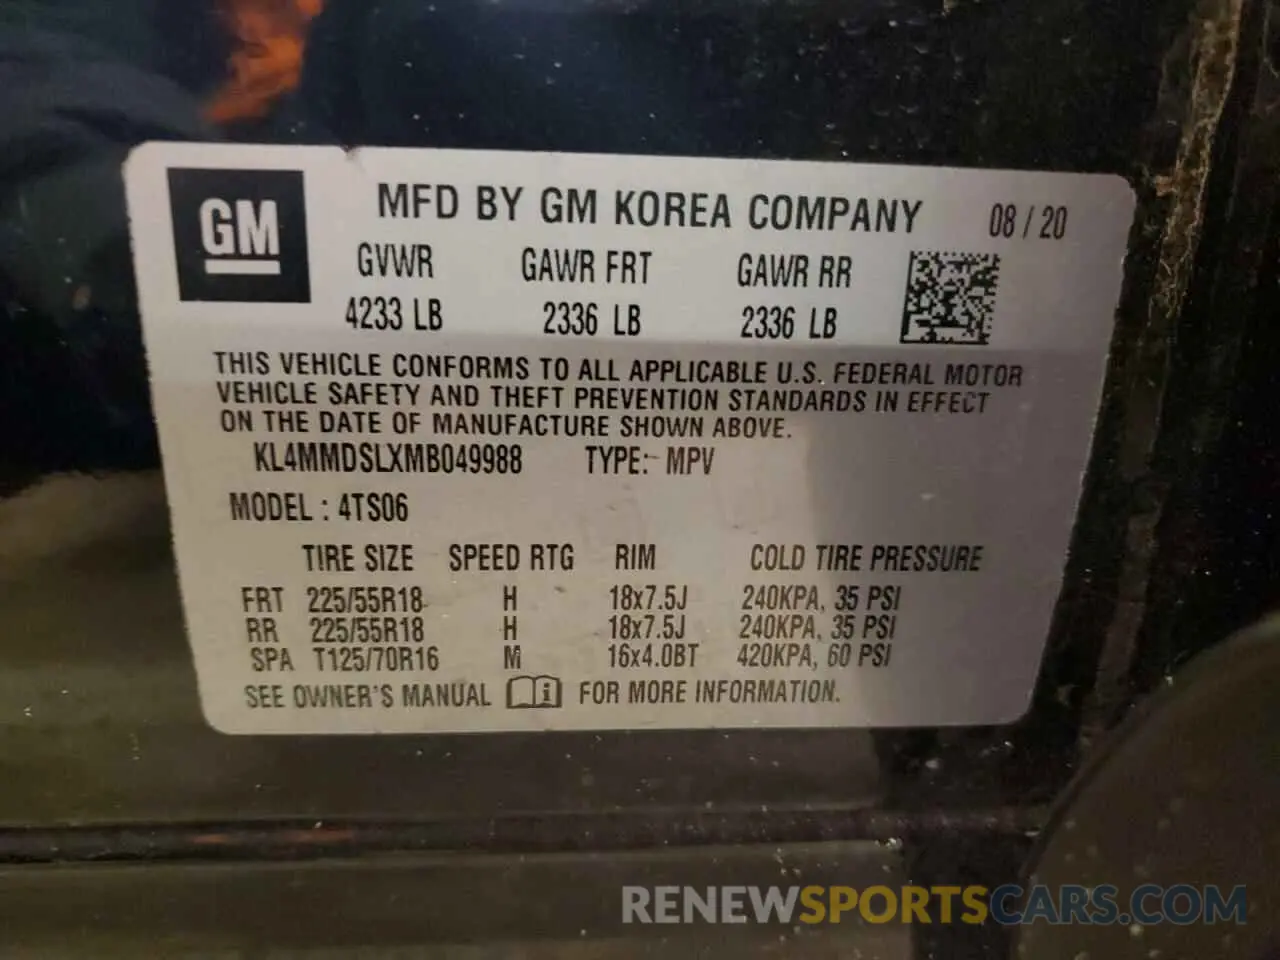 GM
MFD BY GM KOREA COMPANY 08 / 20
GVWR GAWR FRT GAWR RR
4233 LB 2336 LB 2336 LB
THIS VEHICLE CONFORMS TO ALL APPLICABLE U.S. FEDERAL MOTOR
VEHICLE SAFETY AND THEFT PREVENTION STANDARDS IN EFFECT
ON THE DATE OF MANUFACTURE SHOWN ABOVE.
KL4MMDSLXMB049988 TYPE: MPV
MODEL : 4TS06
TIRE SIZE SPEED RTG RIM COLD TIRE PRESSURE
FRT 225/55R18 H 18x7.5J 240KPA, 35 PSI
RR 225/55R18 H 18x7.5J 240KPA, 35 PSI
SPA T125/70R16 M 16x4.0BT 420KPA, 60 PSI
SEE OWNER'S MANUAL i FOR MORE INFORMATION.
RENEWSPORTSCARS.COM